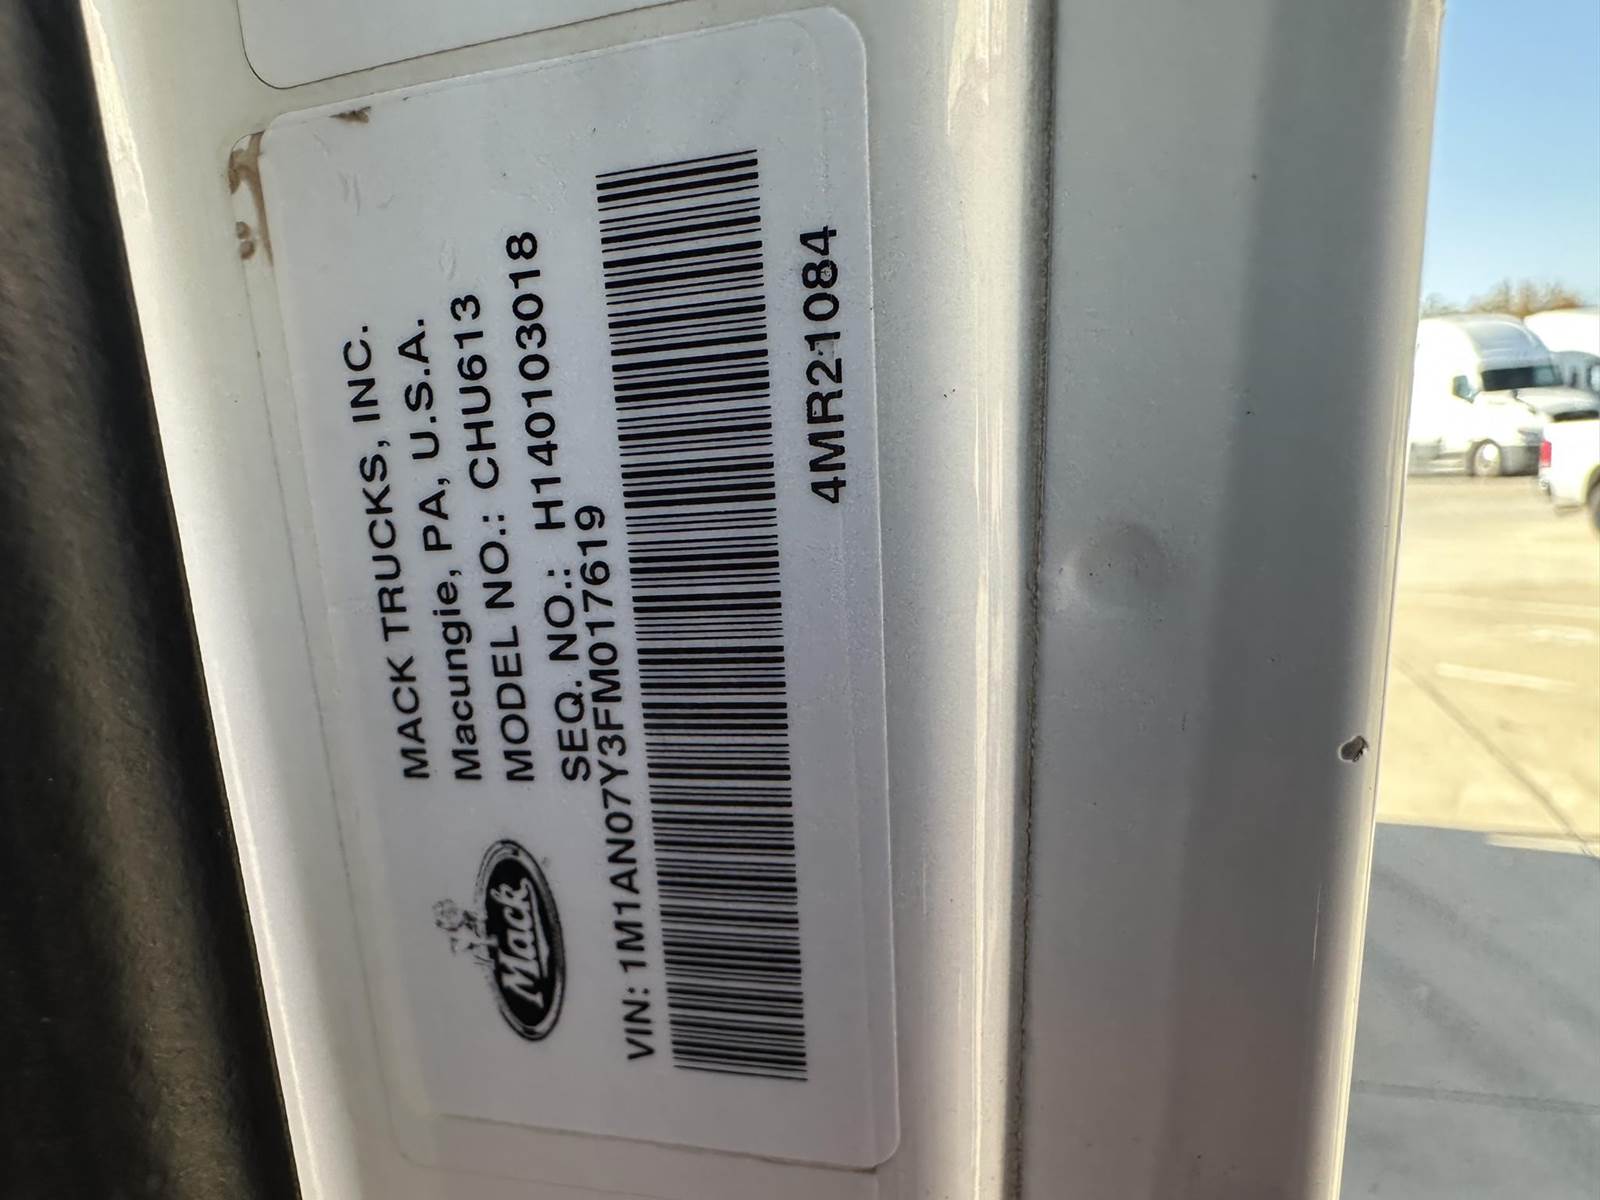 MACK TRUCKS, INC.
Macungie, PA, U.S.A.
MODEL NO.: CHU613
SEQ. NO.: H140103018
Mack
VIN: 1M1AN07Y3FM017619
4MR21084